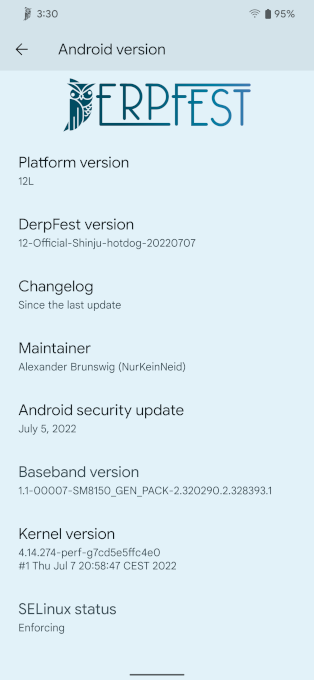 3:30 95%
Android version
DERPFEST
Platform version
12L
DerpFest version
12-Official-Shinju-hotdog-20220707
Changelog
Since the last update
Maintainer
Alexander Brunswig (NurKeinNeid)
Android security update
July 5, 2022
Baseband version
1.1-00007-SM8150_GEN_PACK-2.320290.2.328393.1
Kernel version
4.14.274-perf-g7cd5e5ffc4e0
#1 Thu Jul 7 20:58:47 CEST 2022
SELinux status
Enforcing